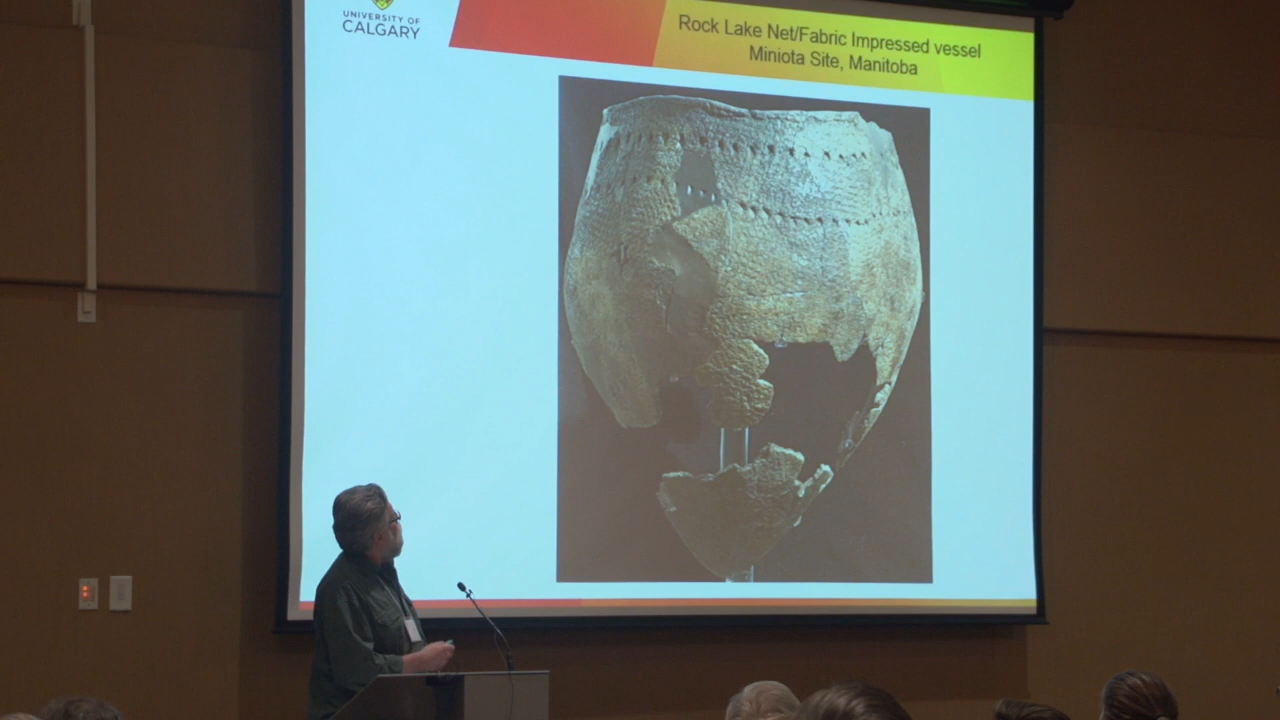 UNIVERSITY OF
CALGARY
Rock Lake Net/Fabric Impressed vessel
Miniota Site, Manitoba